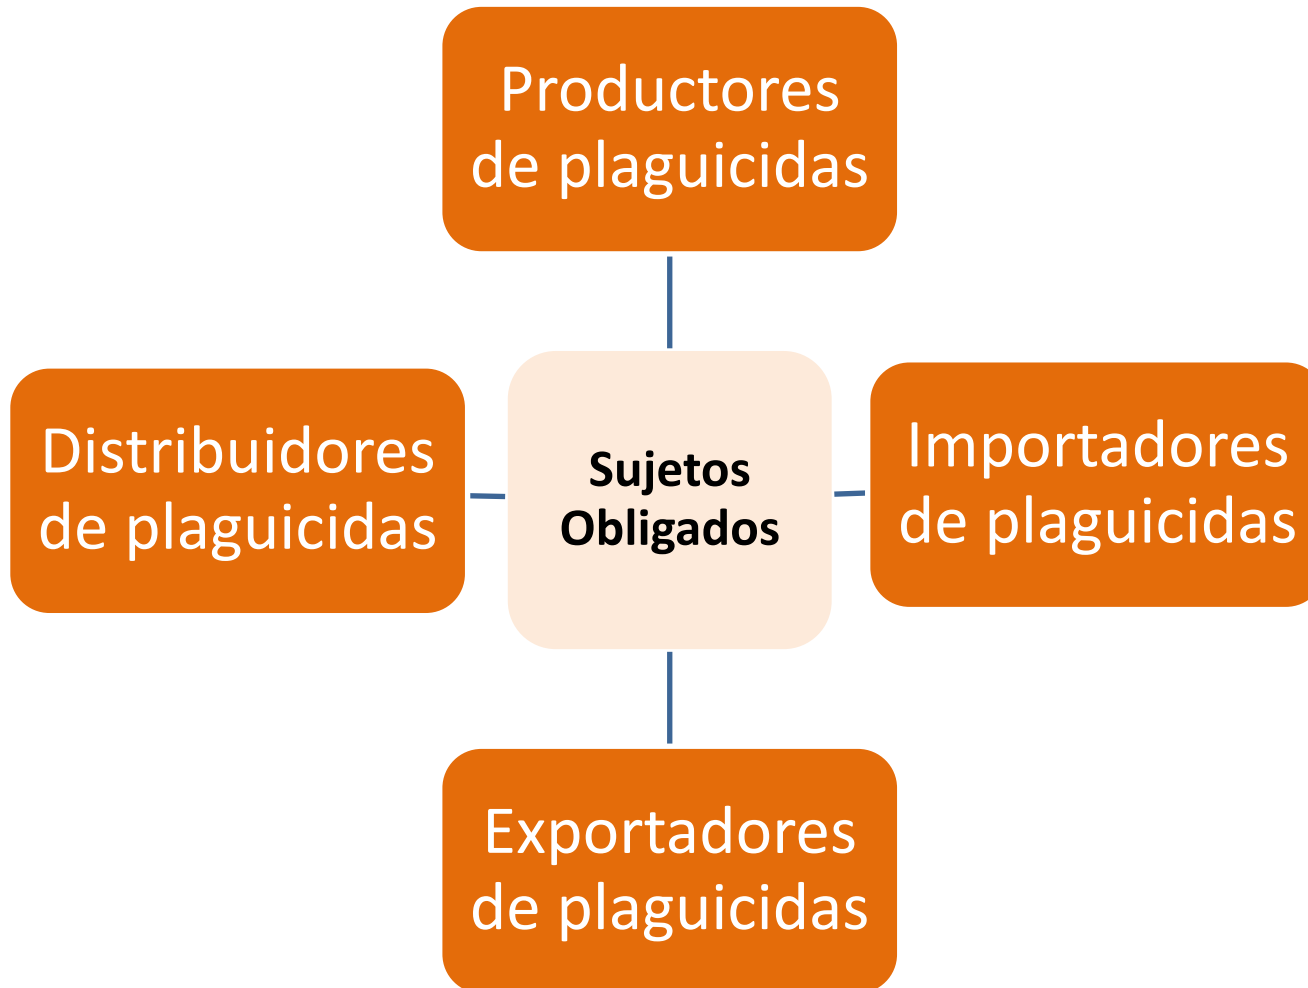 Productores
de plaguicidas
Distribuidores
de plaguicidas
Sujetos
Obligados
Importadores
de plaguicidas
Exportadores
de plaguicidas